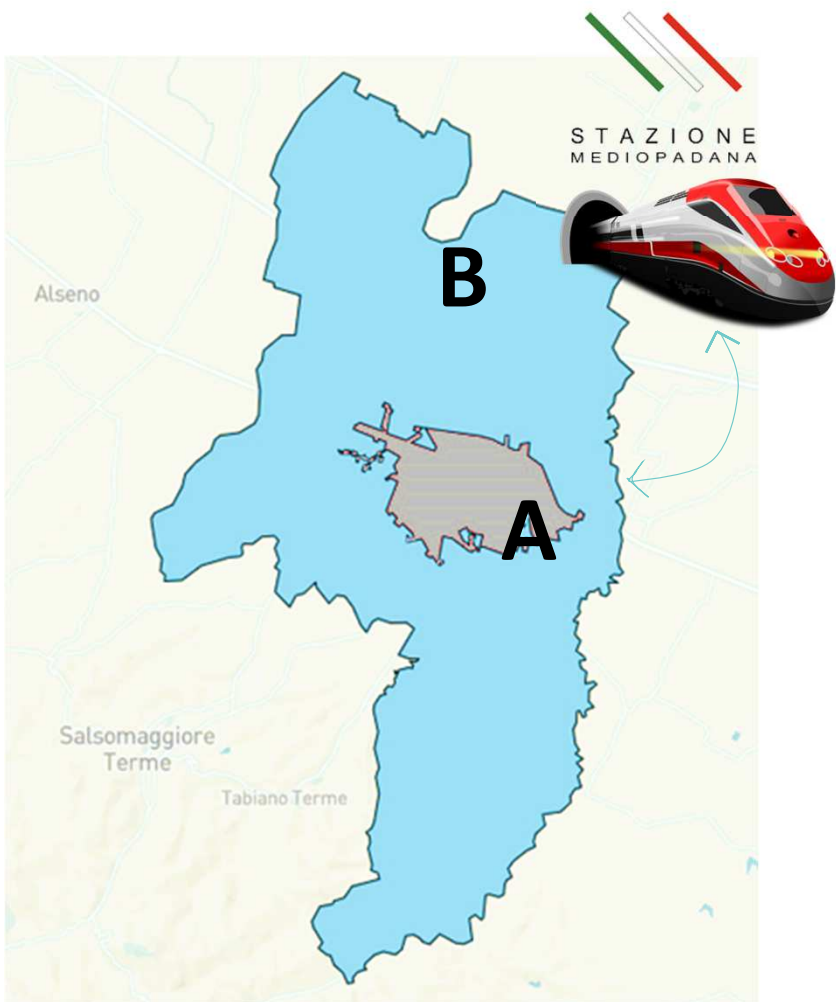 STAZIONE
MEDIOPADANA
B
Alseno
A
Salsomaggiore
Terme
Tabiano Terme